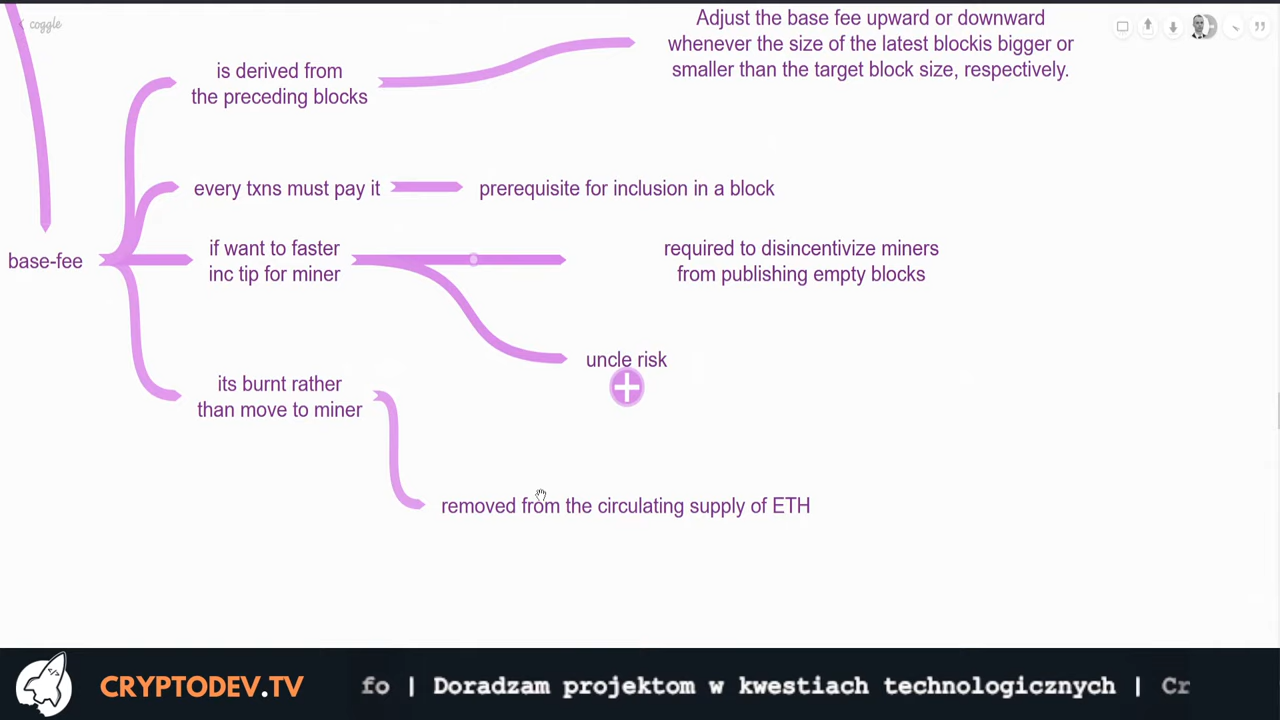 coggle
Adjust the base fee upward or downward
whenever the size of the latest blockis bigger or
smaller than the target block size, respectively.
is derived from
the preceding blocks
every txns must pay it
prerequisite for inclusion in a block
base-fee
if want to faster
inc tip for miner
required to disincentivize miners
from publishing empty blocks
uncle risk
its burnt rather
than move to miner
removed from the circulating supply of ETH
CRYPTODEV.TV
fo | Doradzam projektom w kwestiach technologicznych | Cr